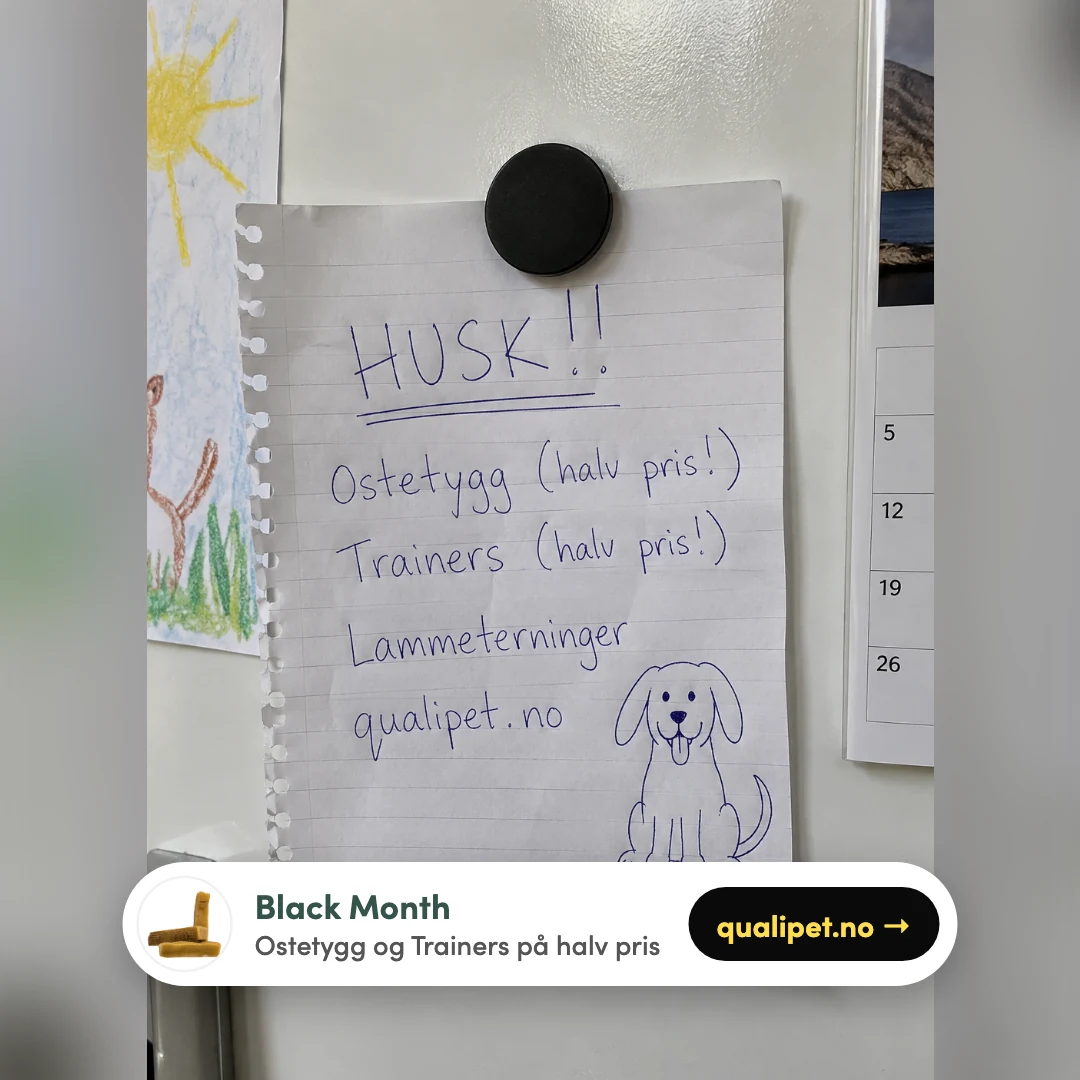 HUSK!!
Ostetygg (halv pris!)
Trainers (halv pris!)
Lammeterninger
qualipet.no
5
12
19
26
Black Month
Ostetygg og Trainers på halv pris
qualipet.no →